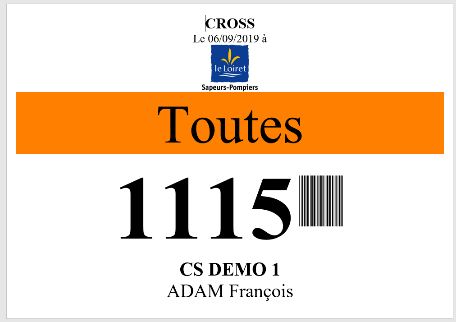 CROSS
Le 06/09/2019 à
le Loiret
Sapeurs-Pompiers
Toutes
1115
CS DEMO 1
ADAM François